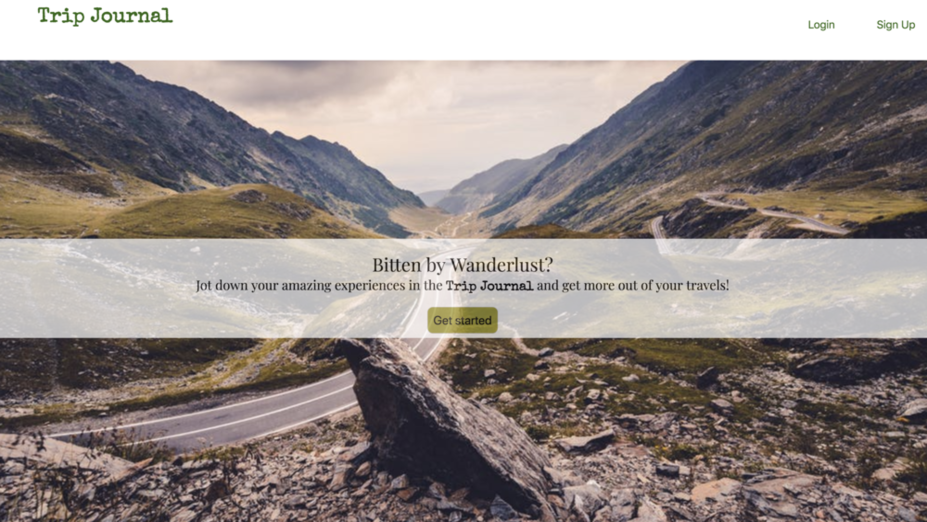 Trip Journal
Login
Sign Up
Bitten by Wanderlust?
Jot down your amazing experiences in the Trip Journal and get more out of your travels!
Get started